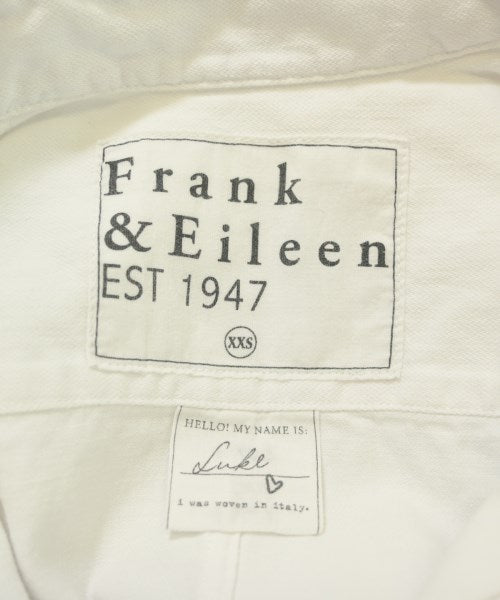 Frank
& Eileen
EST 1947
XXS
HELLO! MY NAME IS:
Luke
i was woven in italy.